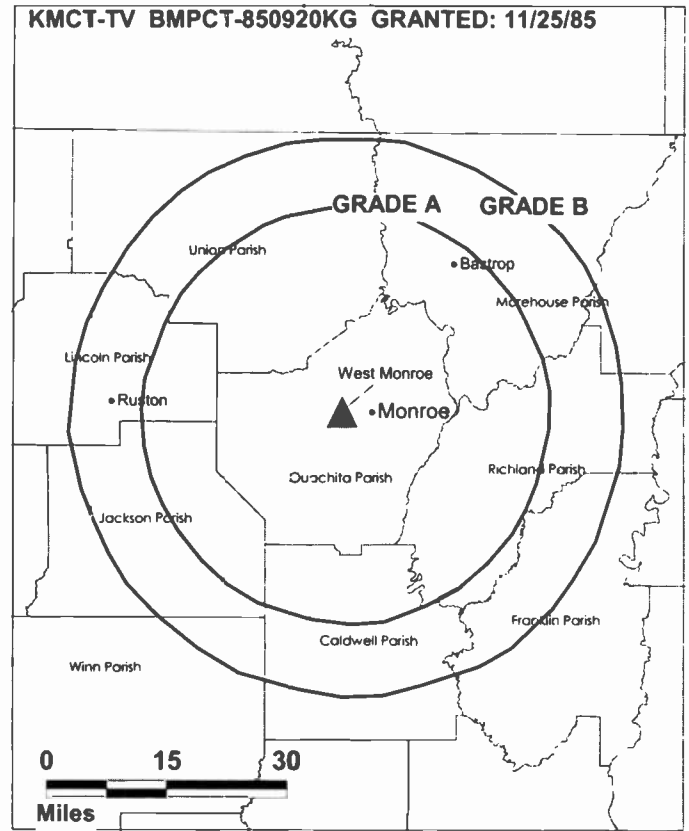 KMCT-TV BMPCT-850920KG GRANTED: 11/25/85
GRADE A GRADE B
Union Parish
Bastrop
Morehouse Parish
Lincoln Parish
West Monroe
Ruston
Monroe
Ouachita Parish
Richland Parish
Jackson Parish
Franklin Parish
Caldwell Parish
Winn Parish
0 15 30
Miles